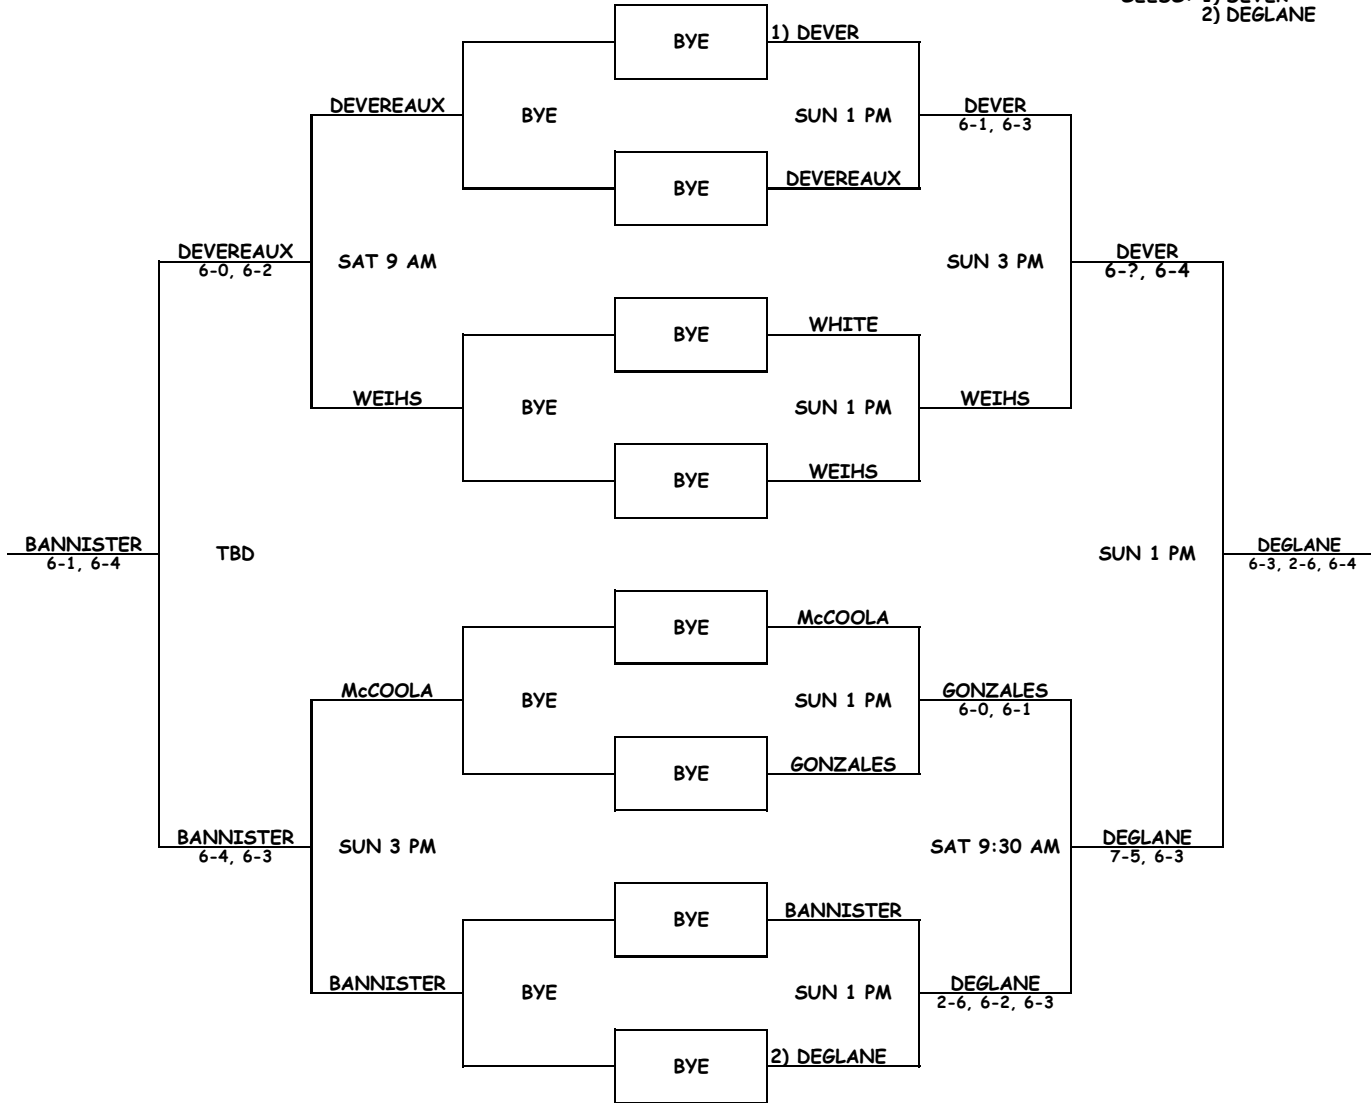 2) DEGLANE
BYE
1) DEVER
DEVEREAUX
BYE
SUN 1 PM
DEVER
6-1, 6-3
BYE
DEVEREAUX
DEVEREAUX
6-0, 6-2
SAT 9 AM
SUN 3 PM
DEVER
6-?, 6-4
BYE
WHITE
WEIHS
BYE
SUN 1 PM
WEIHS
BYE
WEIHS
BANNISTER
6-1, 6-4
TBD
SUN 1 PM
DEGLANE
6-3, 2-6, 6-4
BYE
McCOOLA
McCOOLA
BYE
SUN 1 PM
GONZALES
6-0, 6-1
BYE
GONZALES
BANNISTER
6-4, 6-3
SUN 3 PM
SAT 9:30 AM
DEGLANE
7-5, 6-3
BYE
BANNISTER
BANNISTER
BYE
SUN 1 PM
DEGLANE
2-6, 6-2, 6-3
BYE
2) DEGLANE